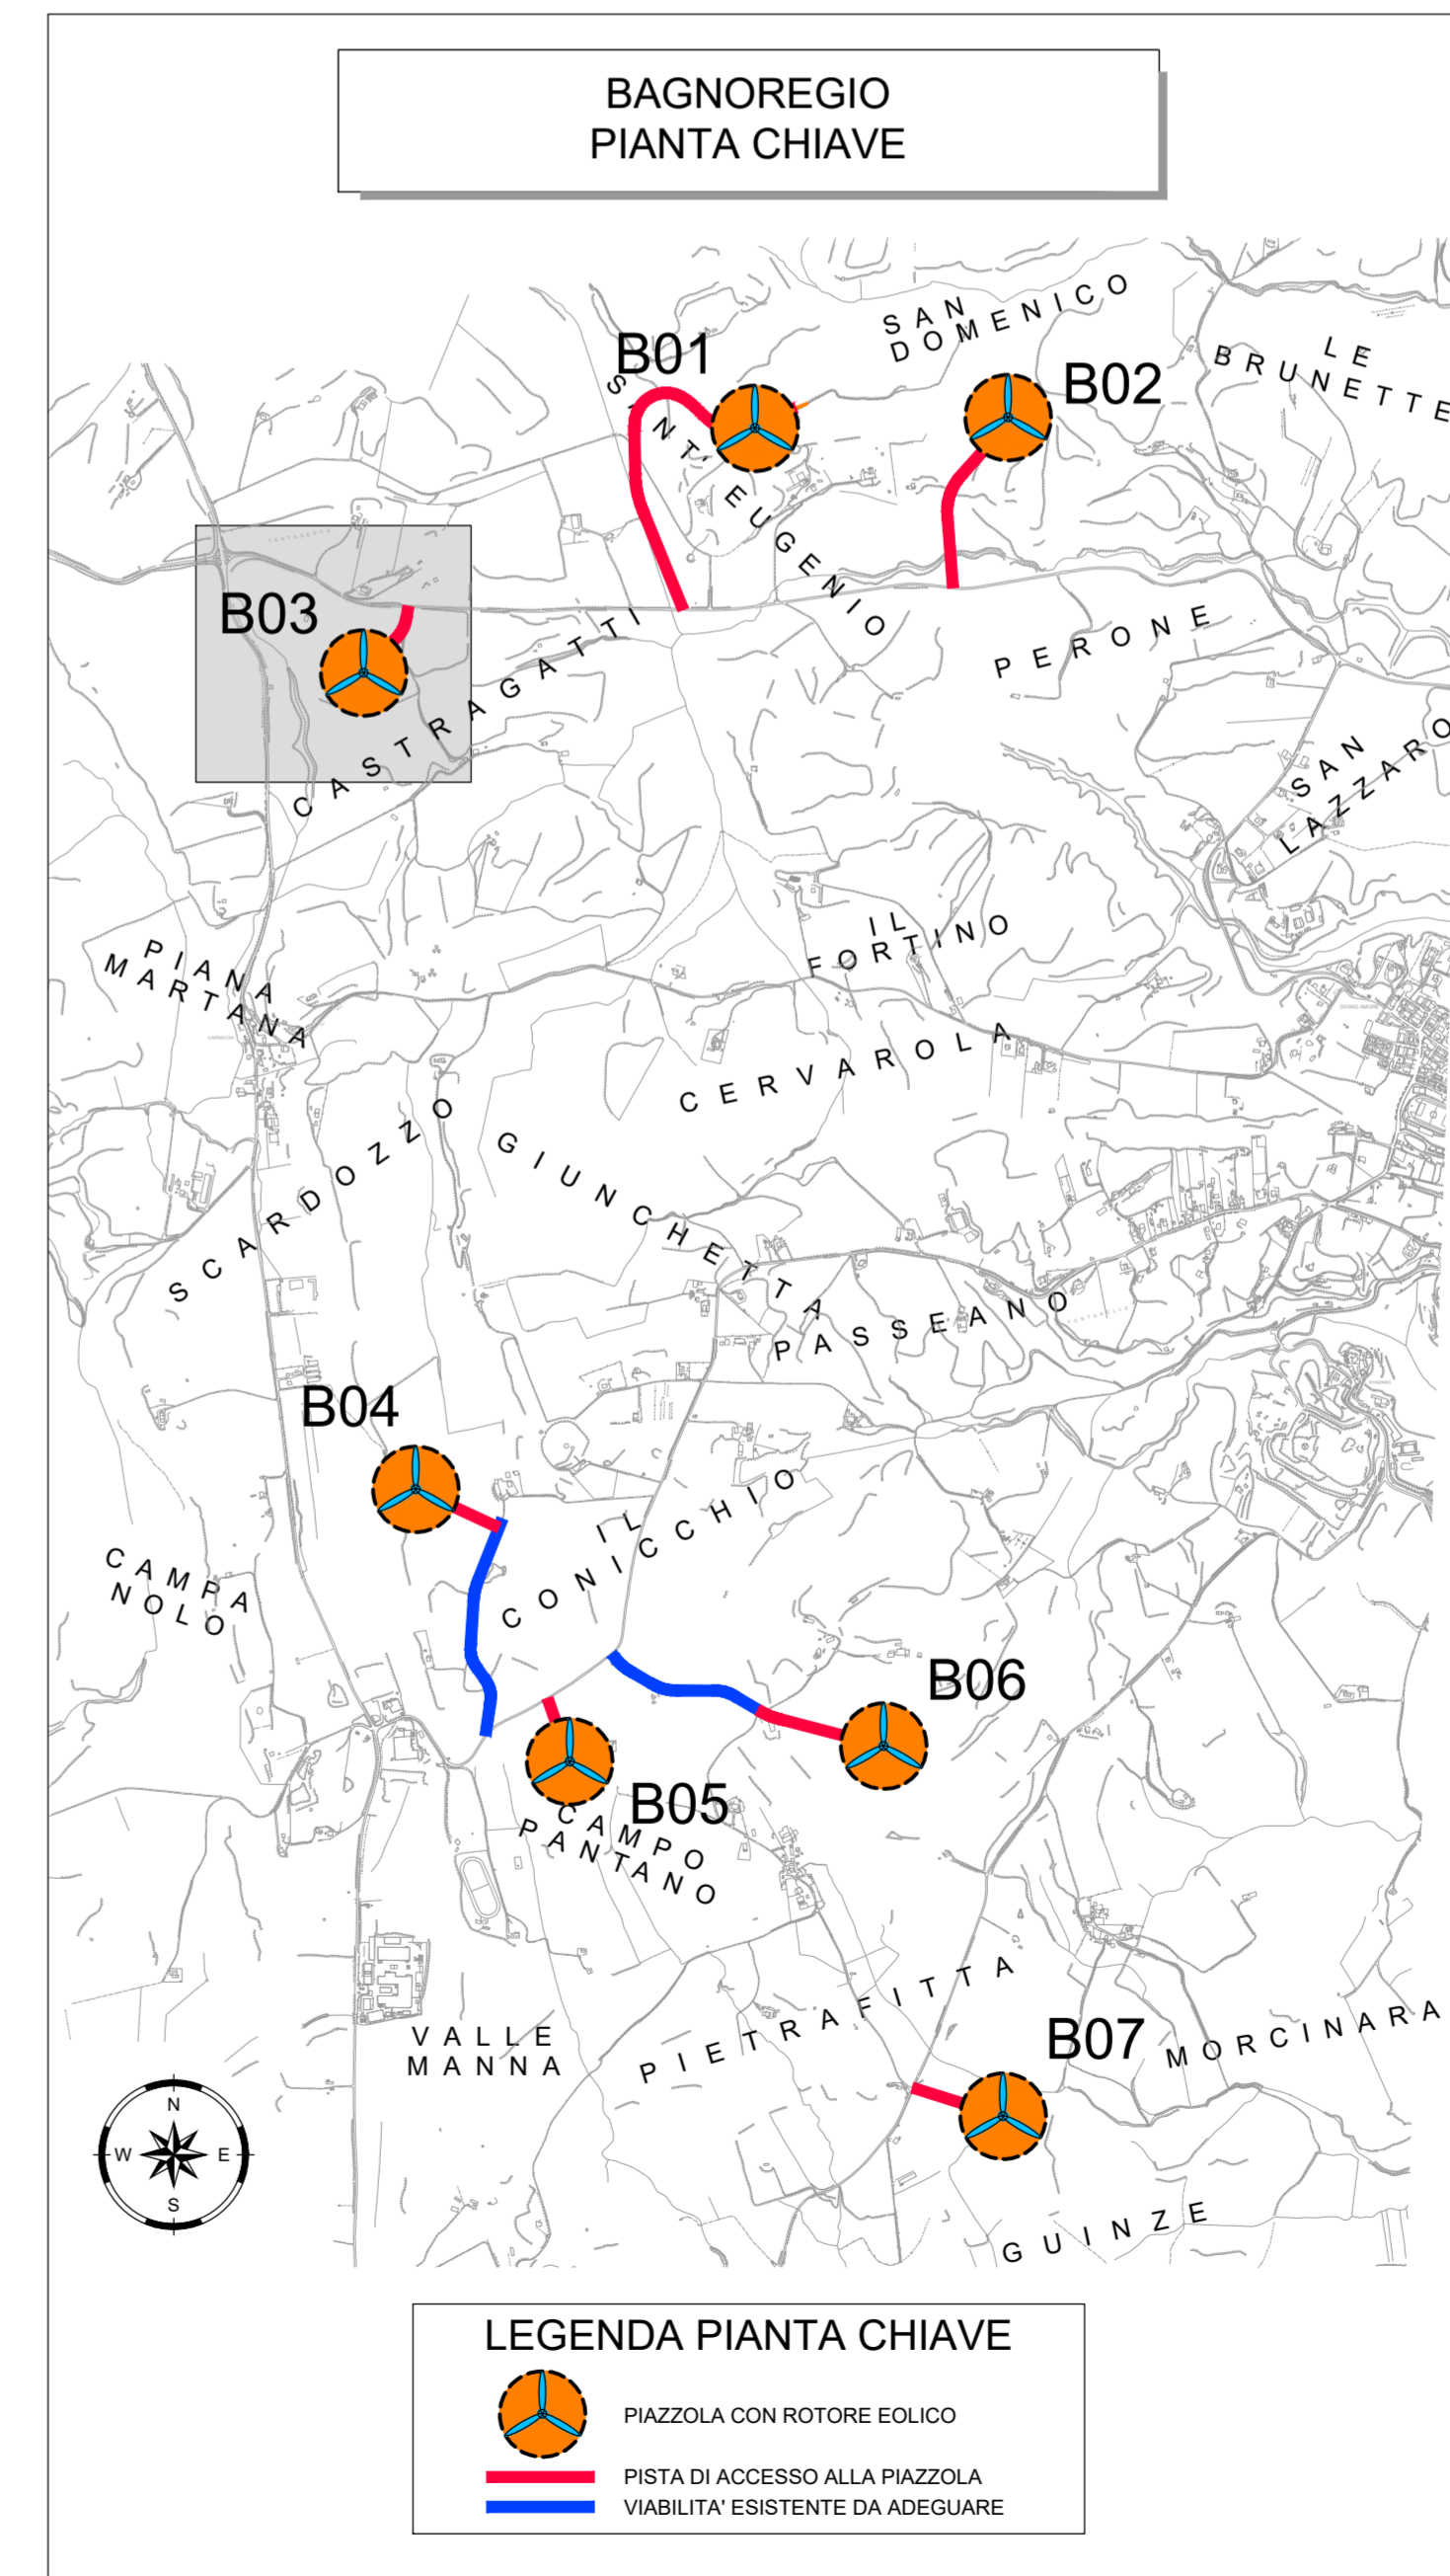 BAGNOREGIO
PIANTA CHIAVE
SAN
DOMENICO
LE
BRUNETTE
B01
B02
SANT' EUGENIO
B03
PERONE
CASTRAGATTI
SAN
LAZZARO
IL
FORTINO
PIANA
MARTANA
CERVAROLA
SCARDOZZO
GIUNCHETTA
PASSEANO
B04
IL
CONICCHIO
CAMPA
NOLO
B06
B05
CAMPO
PANTANO
PIETRAFITTA
VALLE
MANNA
B07
MORCINARA
N
W E
S
GUINZE
LEGENDA PIANTA CHIAVE
PIAZZOLA CON ROTORE EOLICO
PISTA DI ACCESSO ALLA PIAZZOLA
VIABILITA' ESISTENTE DA ADEGUARE